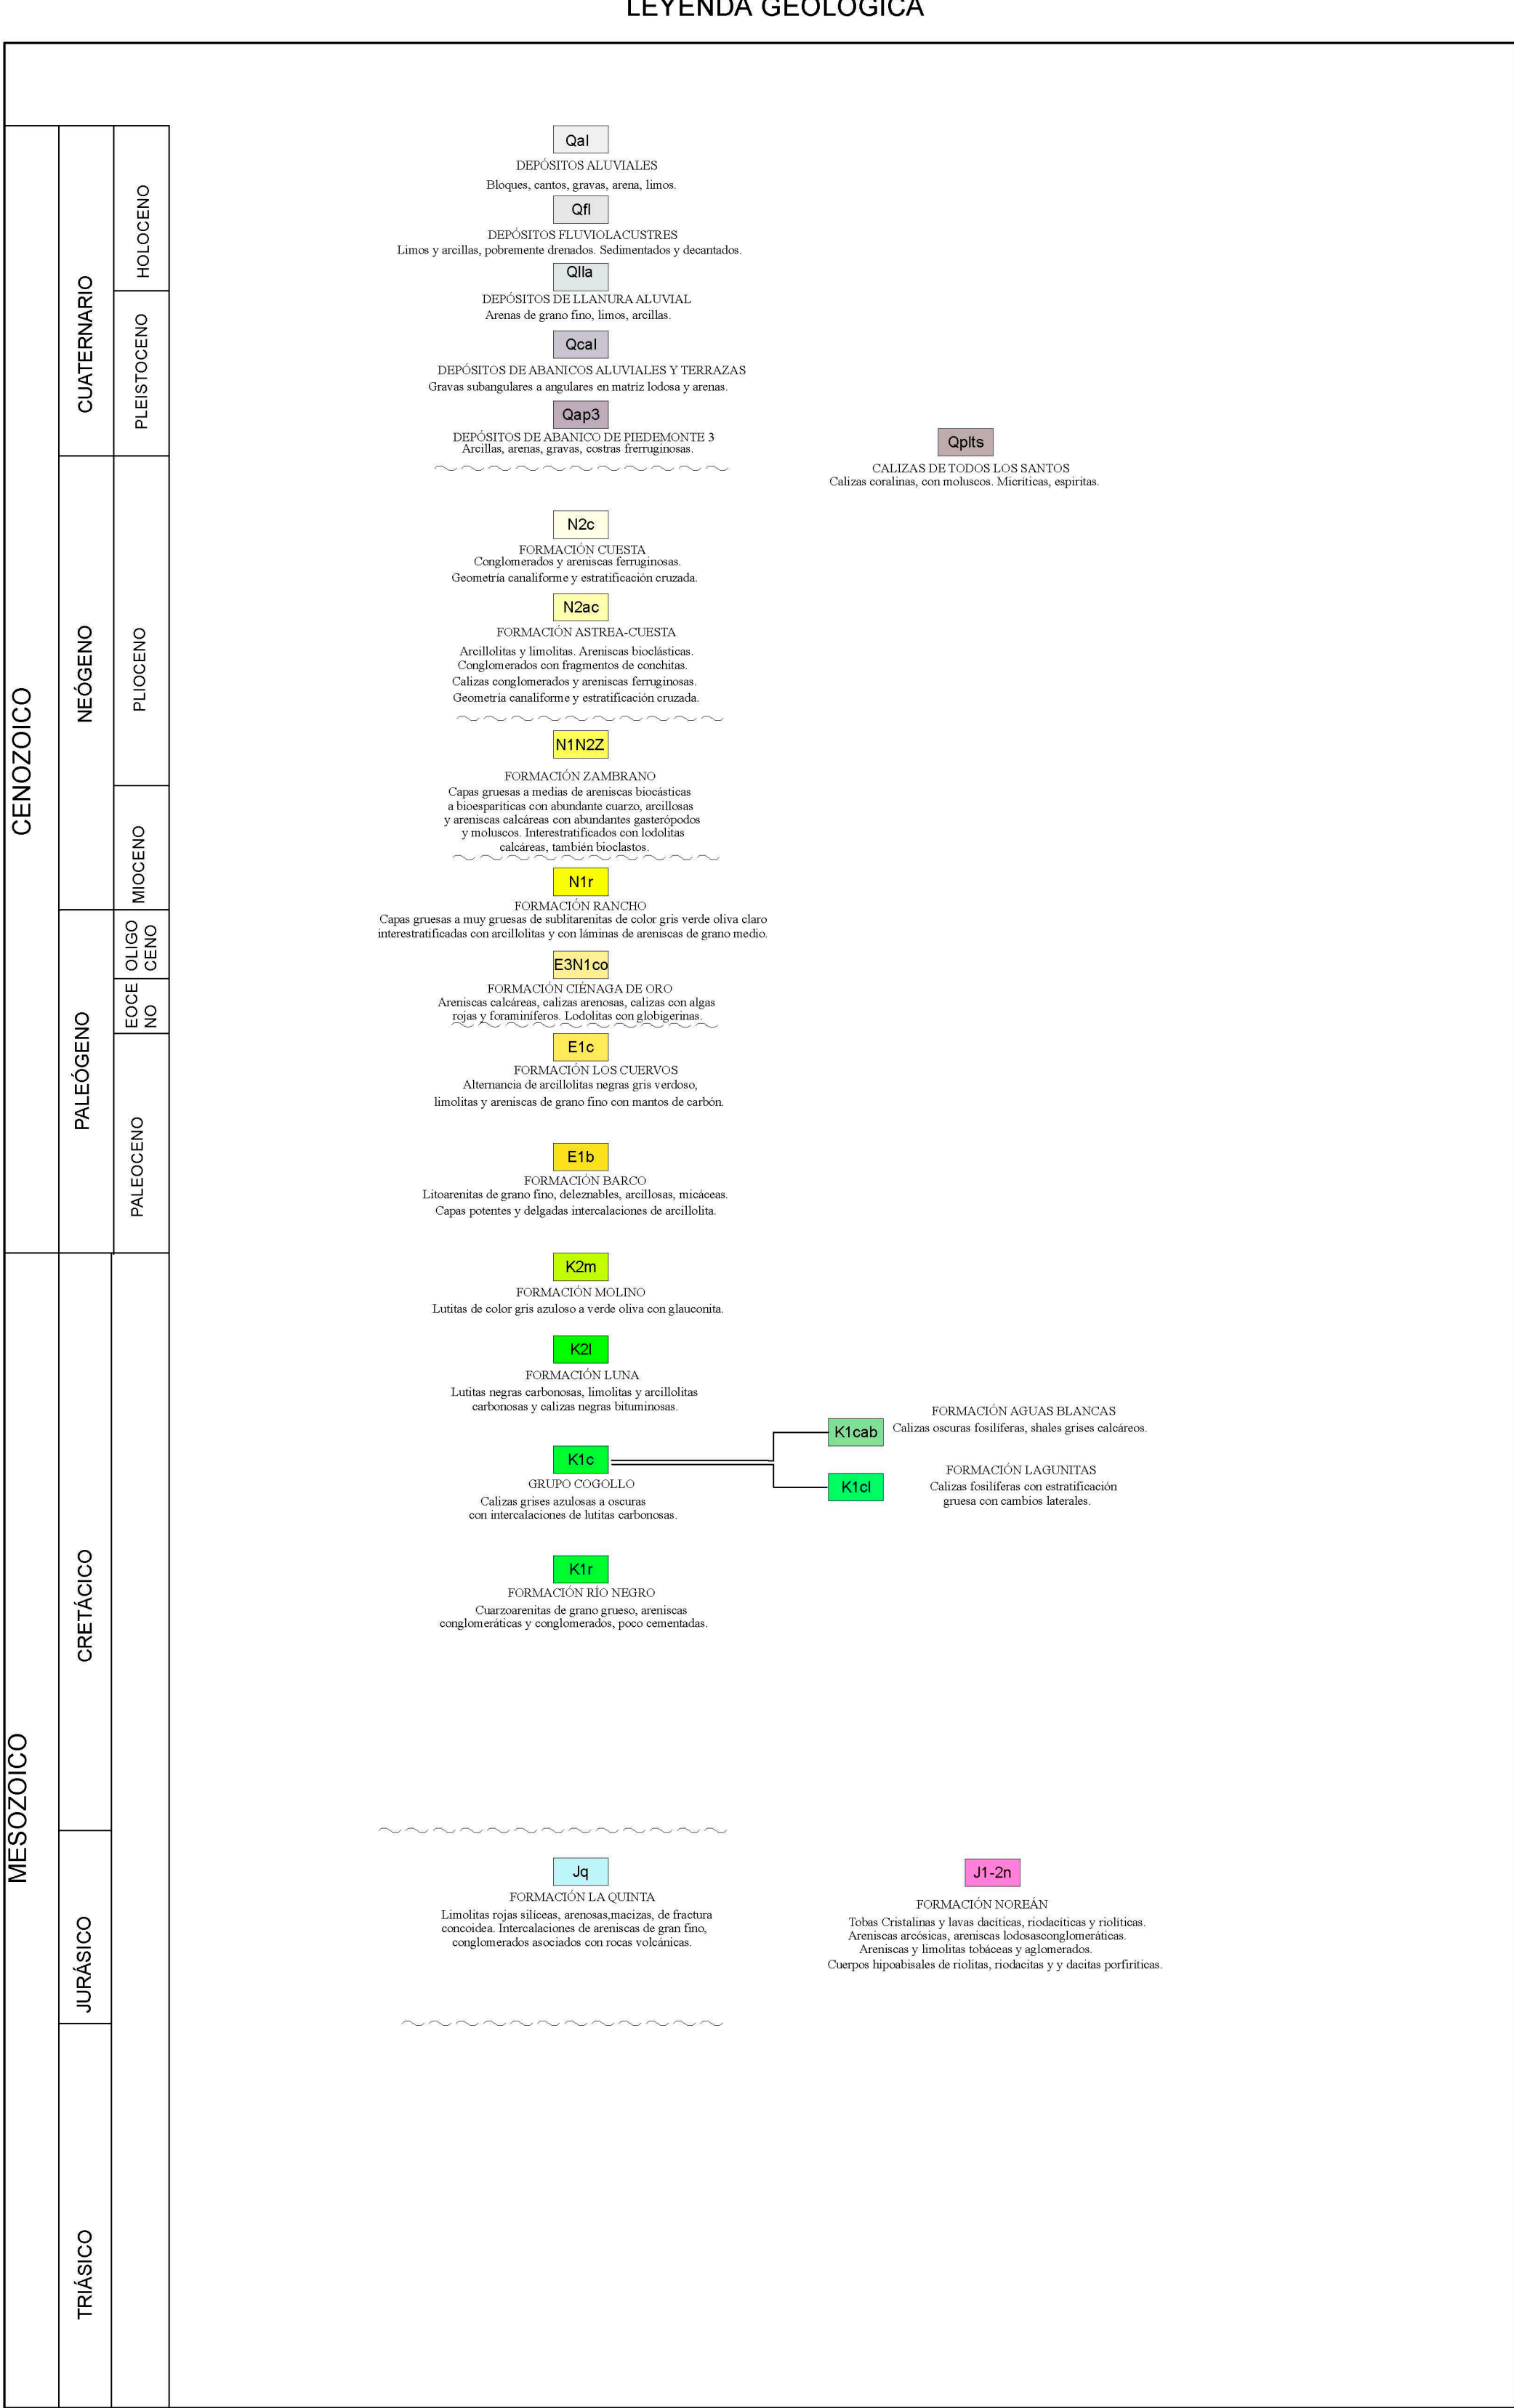 LEYENDA GEOLÓGICA
CENOZOICO
CUATERNARIO
HOLOCENO
PLEISTOCENO
NEÓGENO
PLIOCENO
MIOCENO
PALEÓGENO
OLIGO
CENO
EOCE
NO
PALEOCENO
MESOZOICO
CRETÁCICO
JURÁSICO
TRIÁSICO
Qal
DEPÓSITOS ALUVIALES
Bloques, cantos, gravas, arena, limos.
Qfl
DEPÓSITOS FLUVIOLACUSTRES
Limos y arcillas, pobremente drenados. Sedimentados y decantados.
Qlla
DEPÓSITOS DE LLANURA ALUVIAL
Arenas de grano fino, limos, arcillas.
Qcal
DEPÓSITOS DE ABANICOS ALUVIALES Y TERRAZAS
Gravas subangulares a angulares en matriz lodosa y arenas.
Qap3
DEPÓSITOS DE ABANICO DE PIEDEMONTE 3
Arcillas, arenas, gravas, costras frerruginosas.
Qplts
CALIZAS DE TODOS LOS SANTOS
Calizas coralinas, con moluscos. Micríticas, espiritas.
N2c
FORMACIÓN CUESTA
Conglomerados y areniscas ferruginosas.
Geometría canaliforme y estratificación cruzada.
N2ac
FORMACIÓN ASTREA-CUESTA
Arcillolitas y limolitas. Areniscas bioclásticas.
Conglomerados con fragmentos de conchitas.
Calizas conglomerados y areniscas ferruginosas.
Geometría canaliforme y estratificación cruzada.
N1N2Z
FORMACIÓN ZAMBRANO
Capas gruesas a medias de areniscas biocásticas
a bioesparíticas con abundante cuarzo, arcillosas
y areniscas calcáreas con abundantes gasterópodos
y moluscos. Interestratificados con lodolitas
calcáreas, también bioclastos.
N1r
FORMACIÓN RANCHO
Capas gruesas a muy gruesas de sublitarenitas de color gris verde oliva claro
interestratificadas con arcillolitas y con láminas de areniscas de grano medio.
E3N1co
FORMACIÓN CIÉNAGA DE ORO
Areniscas calcáreas, calizas arenosas, calizas con algas
rojas y foraminíferos. Lodolitas con globigerinas.
E1c
FORMACIÓN LOS CUERVOS
Alternancia de arcillolitas negras gris verdoso,
limolitas y areniscas de grano fino con mantos de carbón.
E1b
FORMACIÓN BARCO
Litoarenitas de grano fino, deleznables, arcillosas, micáceas.
Capas potentes y delgadas intercalaciones de arcillolita.
K2m
FORMACIÓN MOLINO
Lutitas de color gris azuloso a verde oliva con glauconita.
K2l
FORMACIÓN LUNA
Lutitas negras carbonosas, limolitas y arcillolitas
carbonosas y calizas negras bituminosas.
K1c
GRUPO COGOLLO
Calizas grises azulosas a oscuras
con intercalaciones de lutitas carbonosas.
K1cab
FORMACIÓN AGUAS BLANCAS
Calizas oscuras fosilíferas, shales grises calcáreos.
K1cl
FORMACIÓN LAGUNITAS
Calizas fosilíferas con estratificación
gruesa con cambios laterales.
K1r
FORMACIÓN RÍO NEGRO
Cuarzoarenitas de grano grueso, areniscas
conglomeráticas y conglomerados, poco cementadas.
Jq
FORMACIÓN LA QUINTA
Limolitas rojas silíceas, arenosas,macizas, de fractura
concoidea. Intercalaciones de areniscas de gran fino,
conglomerados asociados con rocas volcánicas.
J1-2n
FORMACIÓN NOREÁN
Tobas Cristalinas y lavas dacíticas, riodacíticas y riolíticas.
Areniscas arcósicas, areniscas lodosasconglomeráticas.
Areniscas y limolitas tobáceas y aglomerados.
Cuerpos hipoabisales de riolitas, riodacitas y y dacitas porfiríticas.